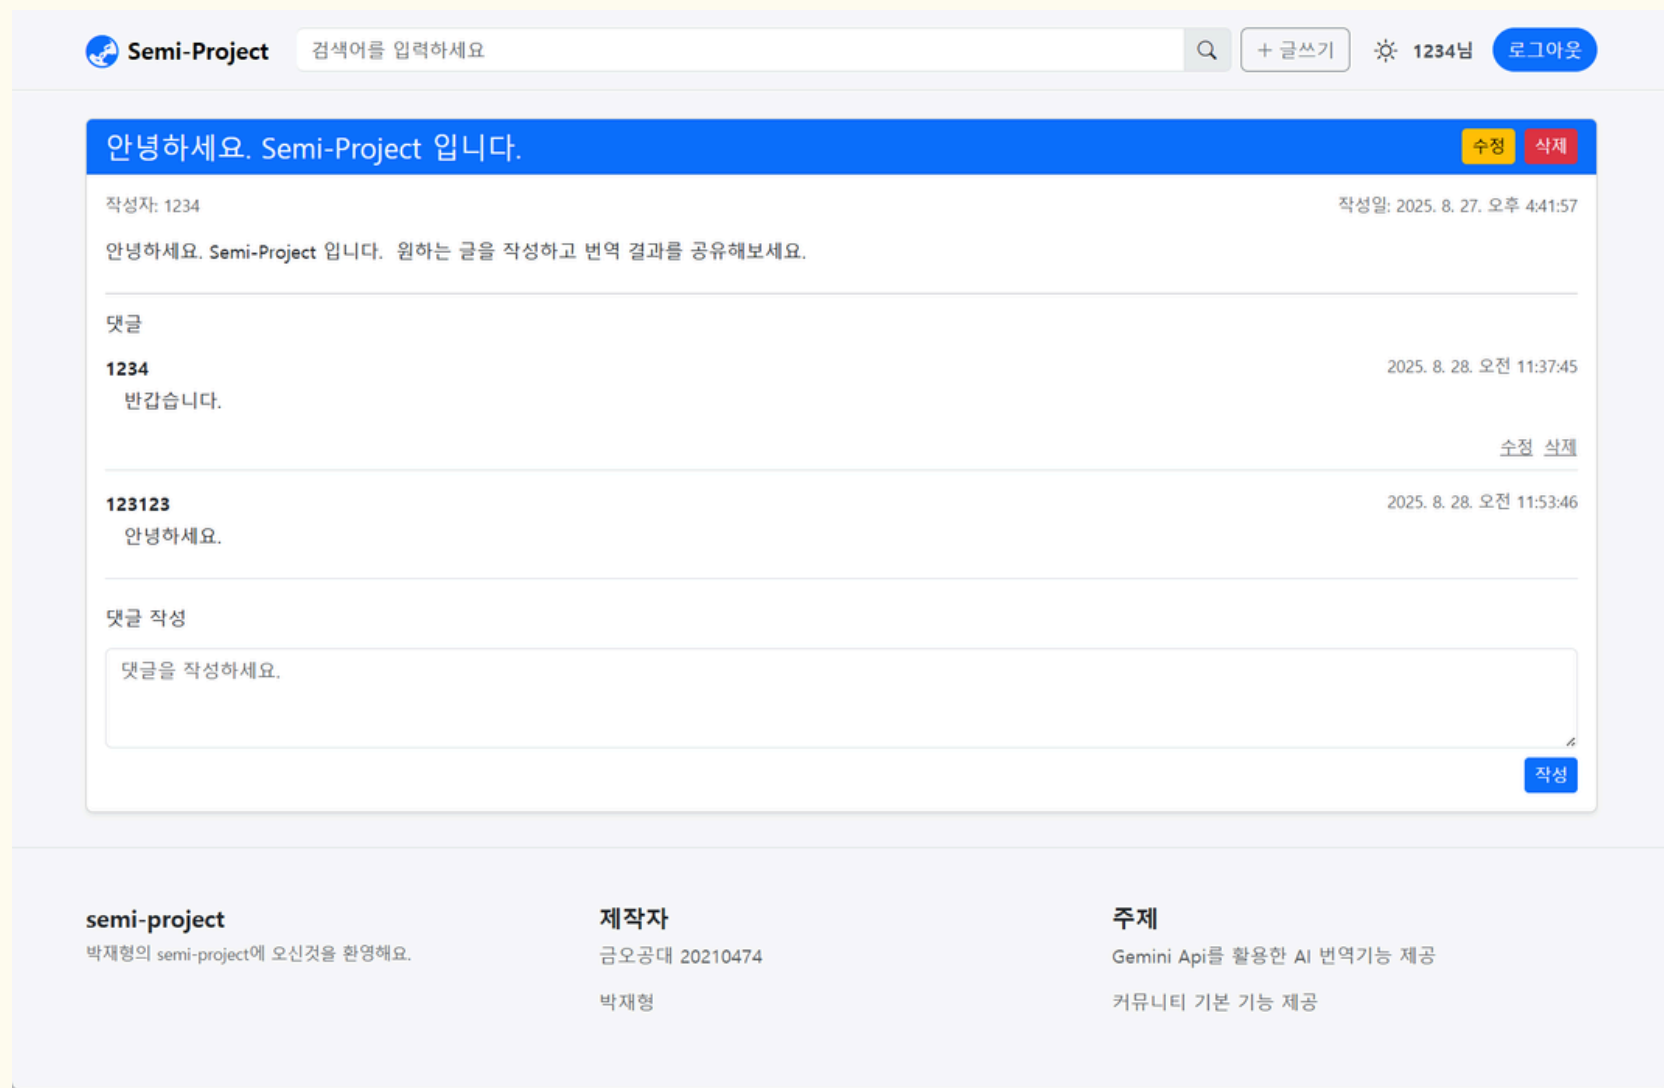 Semi-Project
검색어를 입력하세요
+ 글쓰기
1234님
로그아웃
안녕하세요. Semi-Project 입니다.
수정
삭제
작성자: 1234
작성일: 2025. 8. 27. 오후 4:41:57
안녕하세요. Semi-Project 입니다.  원하는 글을 작성하고 번역 결과를 공유해보세요.
댓글
1234
2025. 8. 28. 오전 11:37:45
반갑습니다.
수정 삭제
123123
2025. 8. 28. 오전 11:53:46
안녕하세요.
댓글 작성
댓글을 작성하세요.
작성
semi-project
박재형의 semi-project에 오신것을 환영해요.
제작자
금오공대 20210474
박재형
주제
Gemini Api를 활용한 AI 번역기능 제공
커뮤니티 기본 기능 제공